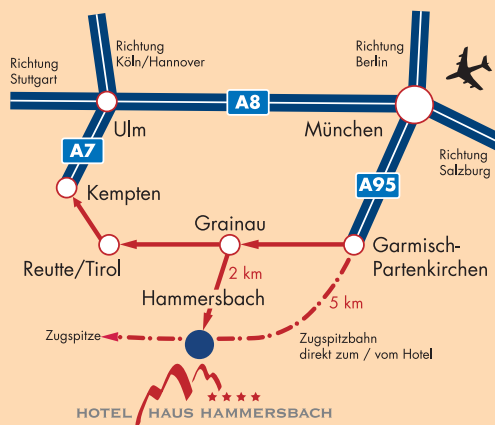 Richtung
Stuttgart
Richtung
Köln/Hannover
Richtung
Berlin
A8
Ulm
München
A7
Richtung
Salzburg
A95
Kempten
Grainau
Reutte/Tirol
2 km
Garmisch-
Partenkirchen
Hammersbach
5 km
Zugspitze
Zugspitzbahn
direkt zum / vom Hotel
HOTEL HAUS HAMMERSBACH